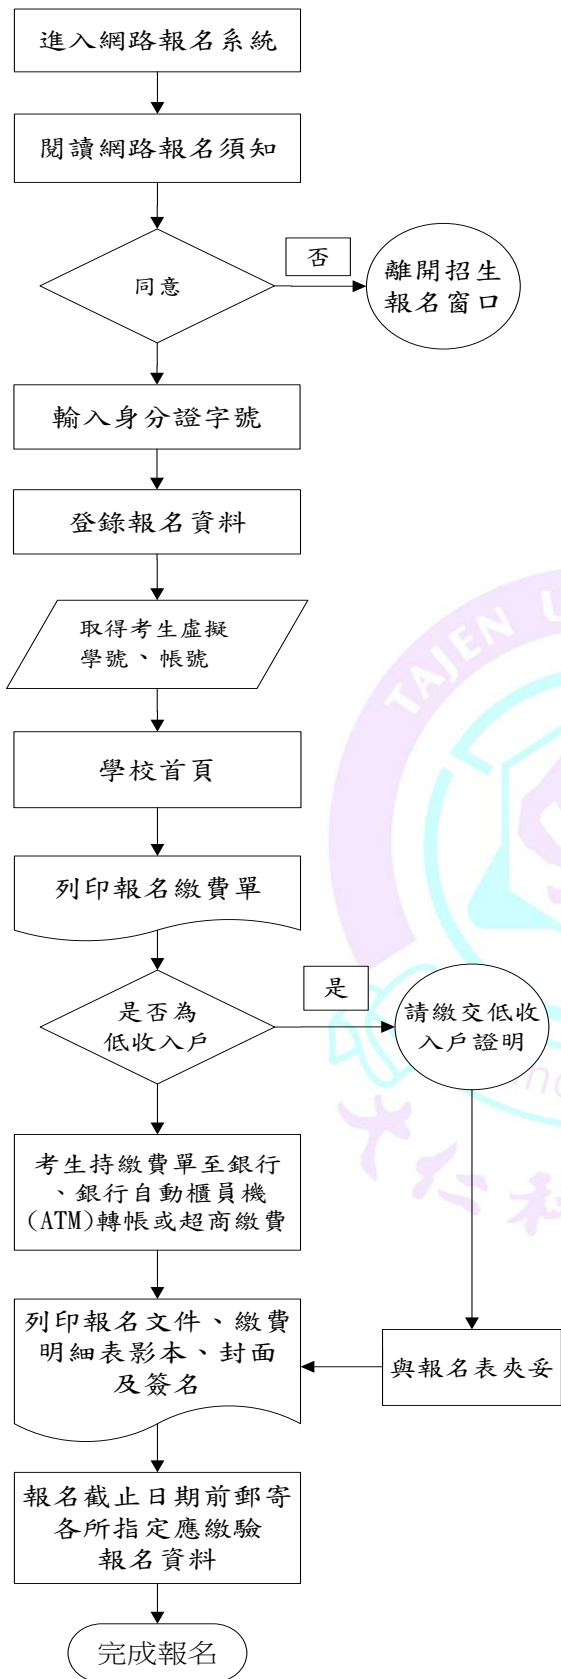 進入網路報名系統
閱讀網路報名須知
同意
否
離開招生
報名窗口
輸入身分證字號
登錄報名資料
取得考生虛擬
學號、帳號
TAJEN U
學校首頁
列印報名繳費單
是否為
低收入戶
是
請繳交低收
入戶證明
大仁科
考生持繳費單至銀行
、銀行自動櫃員機
(ATM)轉帳或超商繳費
列印報名文件、繳費
明細表影本、封面
及簽名
與報名表夾妥
報名截止日期前郵寄
各所指定應繳驗
報名資料
完成報名